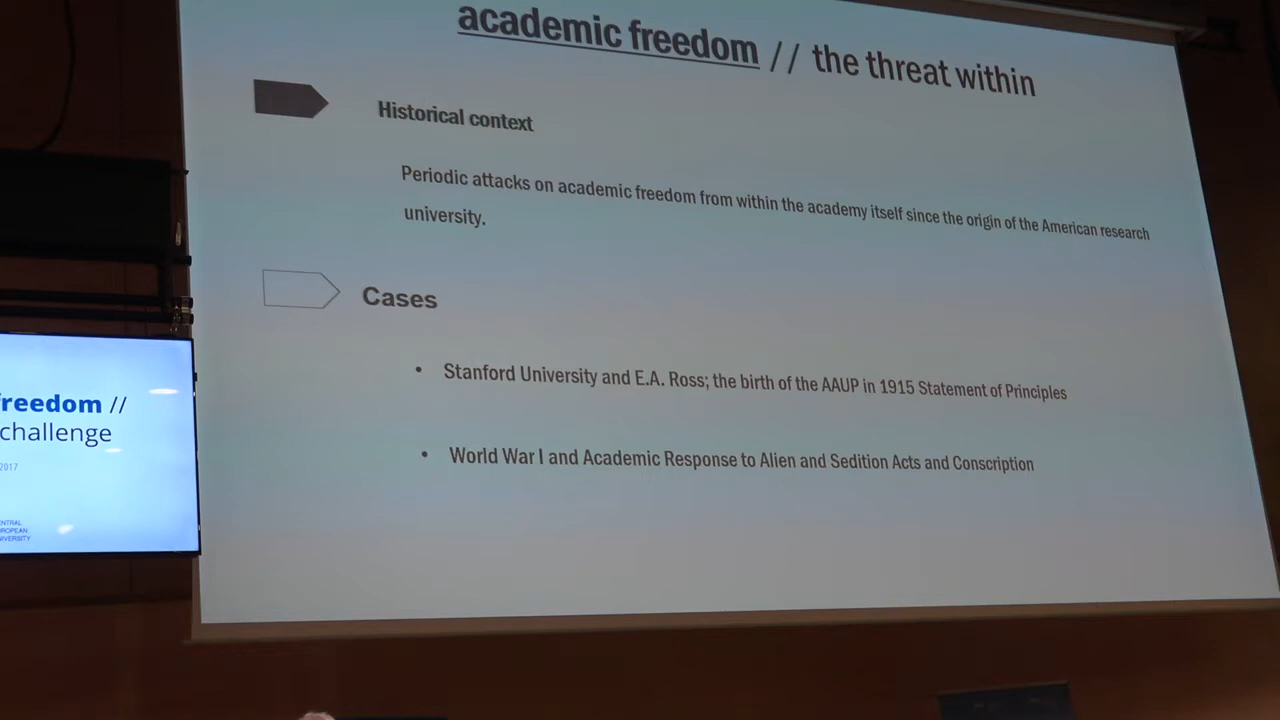 academic freedom // the threat within
Historical context
Periodic attacks on academic freedom from within the academy itself since the origin of the American research
university.
Cases
• Stanford University and E.A. Ross; the birth of the AAUP in 1915 Statement of Principles
• World War I and Academic Response to Alien and Sedition Acts and Conscription
freedom //
challenge
2017
ENTRAL
UROPEAN
NIVERSITY